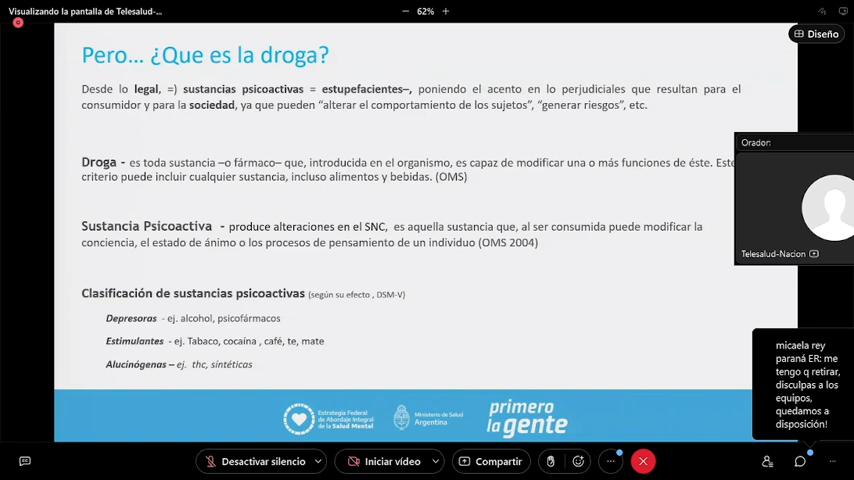 Visualizando la pantalla de Telesalud-...
62%
Diseño
Pero… ¿Que es la droga?
Desde lo legal, =) sustancias psicoactivas = estupefacientes–, poniendo el acento en lo perjudiciales que resultan para el
consumidor y para la sociedad, ya que pueden “alterar el comportamiento de los sujetos”, “generar riesgos”, etc.
Droga - es toda sustancia –o fármaco– que, introducida en el organismo, es capaz de modificar una o más funciones de éste. Este
criterio puede incluir cualquier sustancia, incluso alimentos y bebidas. (OMS)
Sustancia Psicoactiva - produce alteraciones en el SNC, es aquella sustancia que, al ser consumida puede modificar la
conciencia, el estado de ánimo o los procesos de pensamiento de un individuo (OMS 2004)
Clasificación de sustancias psicoactivas (según su efecto , DSM-V)
Depresoras - ej. alcohol, psicofármacos
Estimulantes - ej. Tabaco, cocaína , café, te, mate
Alucinógenas – ej. thc, sintéticas
Orador:
Telesalud-Nacion
micaela rey
paraná ER: me
tengo q retirar,
disculpas a los
equipos,
quedamos a
disposición!
Estrategia Federal
de Abordaje Integral
de la Salud Mental
Ministerio de Salud
Argentina
primero
la gente
Desactivar silencio
Iniciar vídeo
Compartir